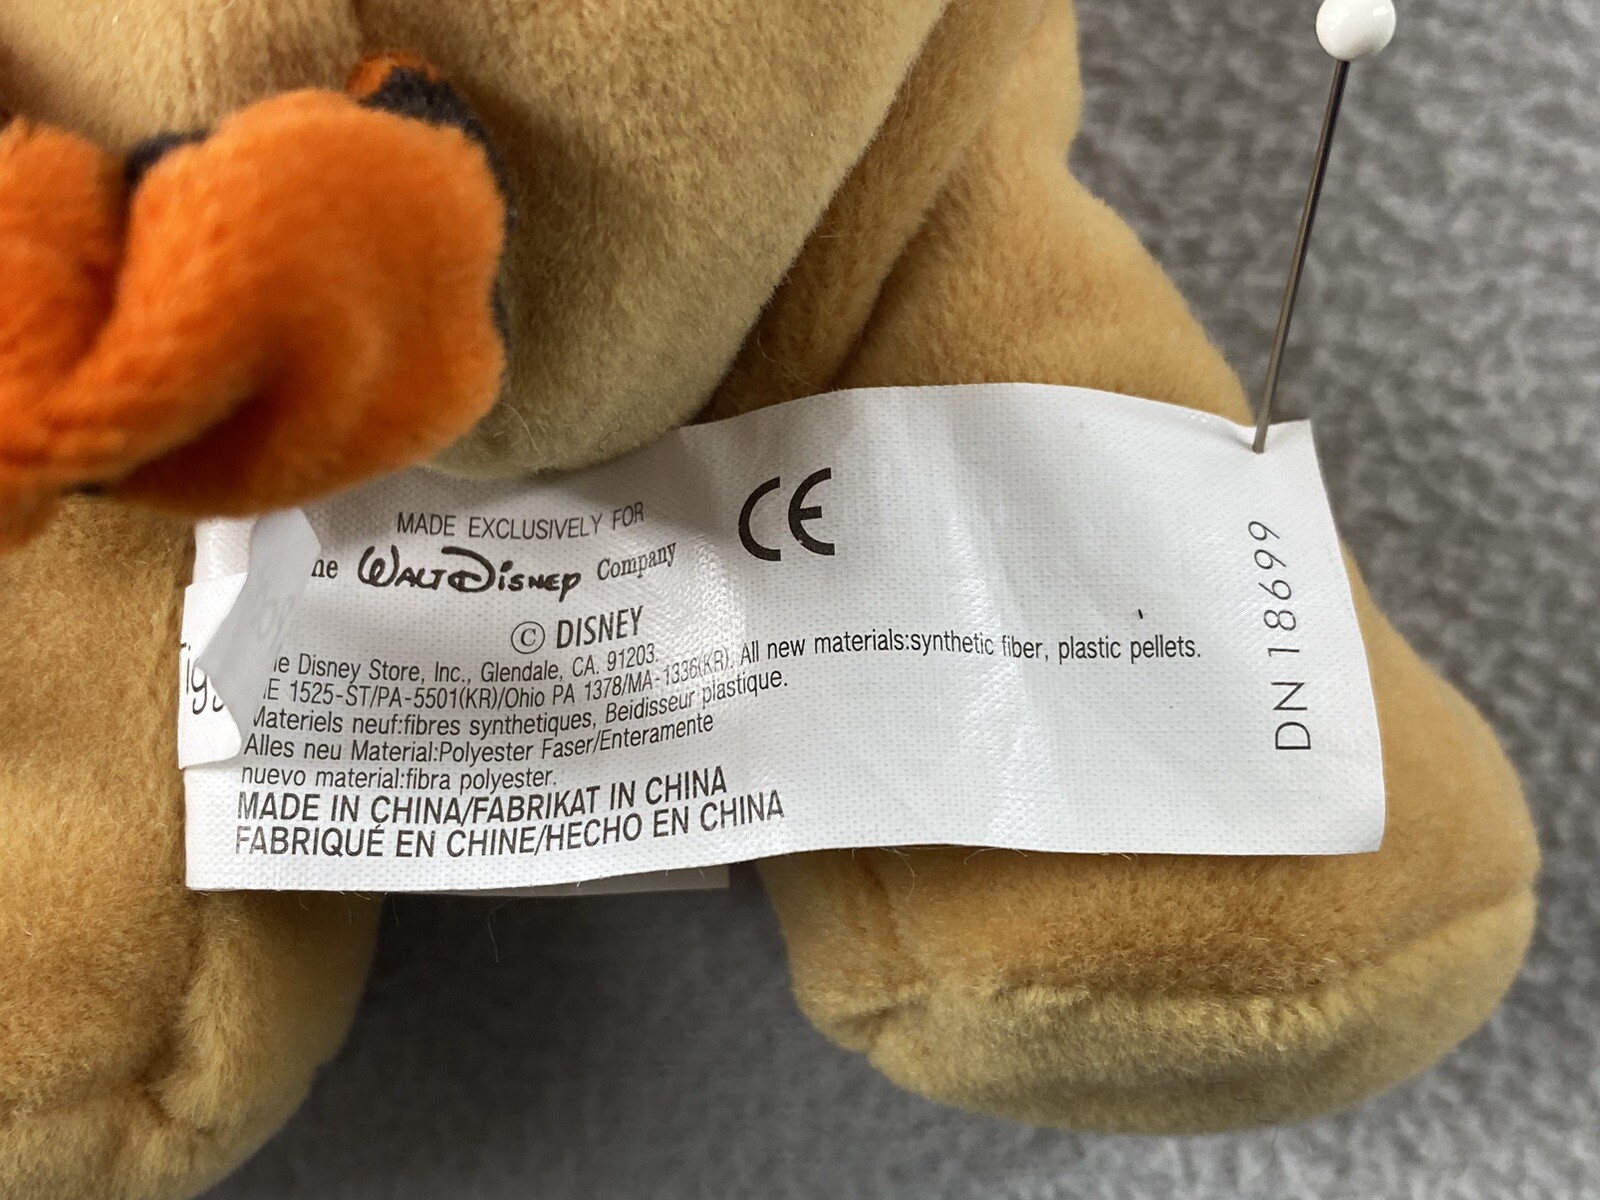 MADE EXCLUSIVELY FOR
WALT DISNEY Company
CE
© DISNEY
Disney Store, Inc., Glendale, CA. 91203.
1525-ST/PA-5501(KR)/Ohio PA 1378/MA-1336(KR). All new materials:synthetic fiber, plastic pellets.
Materiels neuf:fibres synthetiques, Beidisseur plastique.
Alles neu Material:Polyester Faser/Enteramente
nuevo material:fibra polyester.
MADE IN CHINA/FABRIKAT IN CHINA
FABRIQUÉ EN CHINE/HECHO EN CHINA
DN 18699